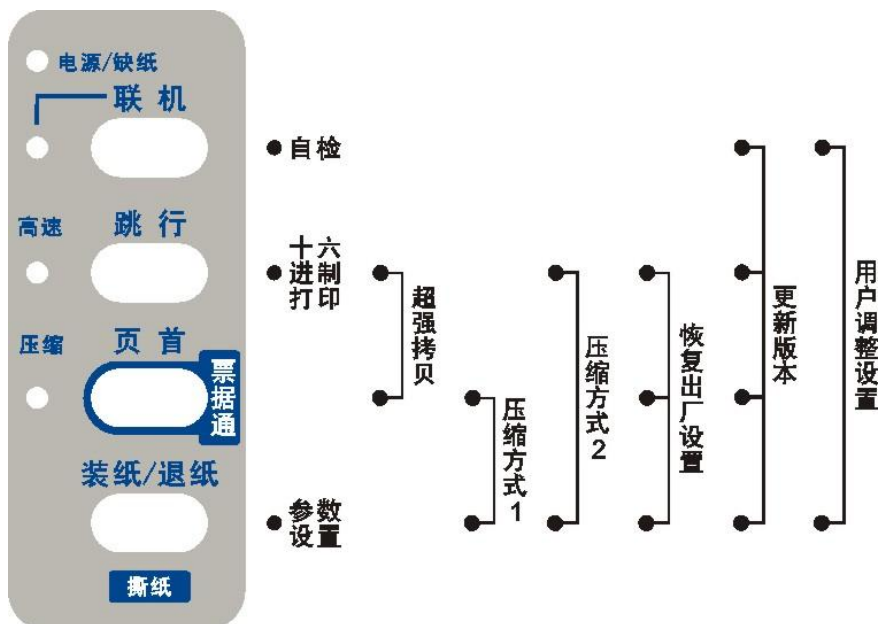 电源/缺纸
联机
自检
高速
跳行
十六
进制
打印
超强拷贝
压缩方式1
压缩方式2
恢复出厂设置
更新版本
用户调整设置
压缩
页首
票据通
装纸/退纸
参数
设置
撕纸